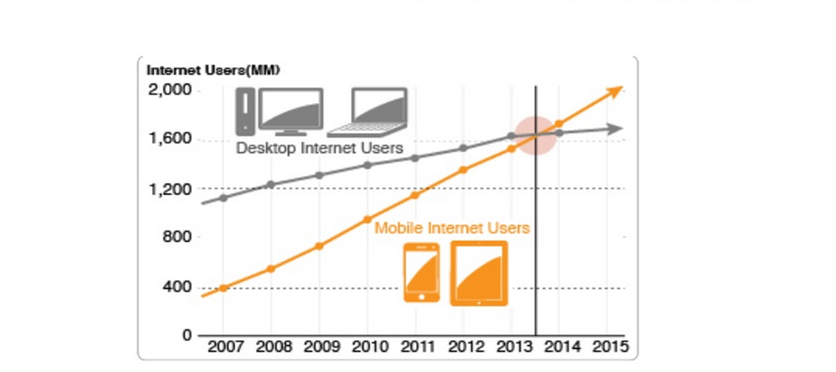 Internet Users(MM)
2,000
1,600
Desktop Internet Users
1,200
Mobile Internet Users
800
400
0
2007 2008 2009 2010 2011 2012 2013 2014 2015